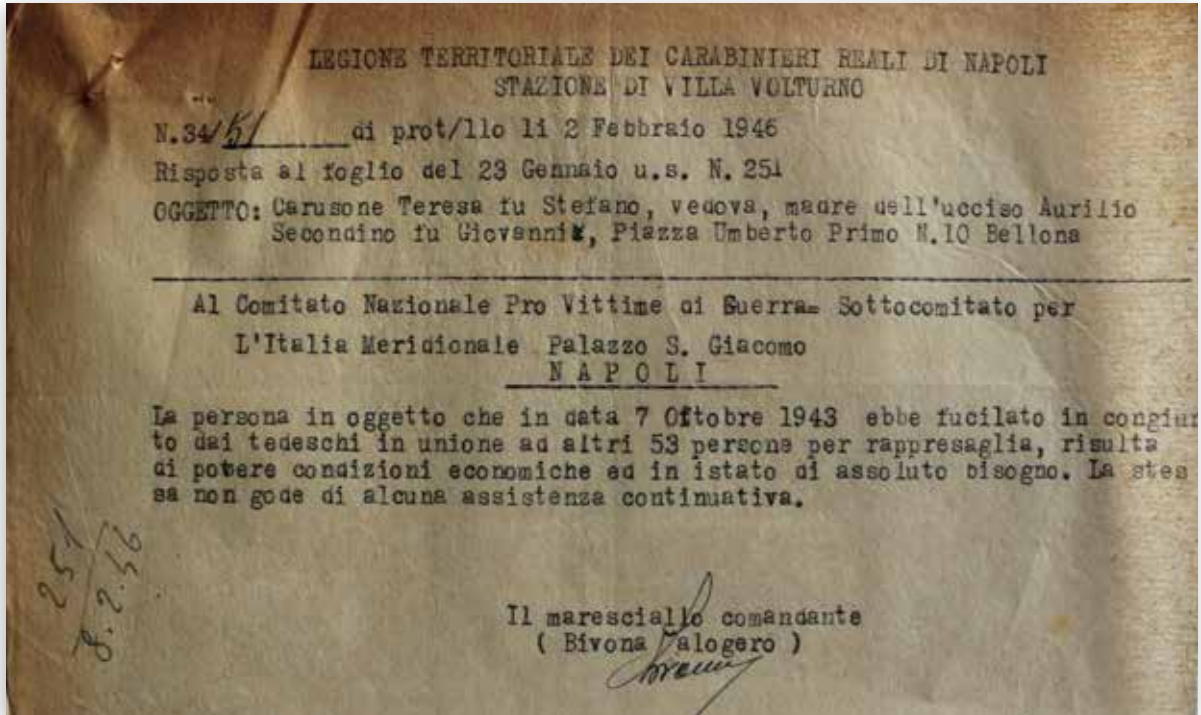 LEGIONE TERRITORIALE DEI CARABINIERI REALI DI NAPOLI
STAZIONE DI VILLA VOLTURNO
N.34/51 di prot/llo li 2 Febbraio 1946
Risposta al foglio del 23 Gennaio u.s. N. 251
OGGETTO: Carusone Teresa fu Stefano, vedova, madre dell'ucciso Aurilio
Secondino fu Giovanni, Piazza Umberto Primo N.10 Bellona
Al Comitato Nazionale Pro Vittime di Guerra= Sottocomitato per
L'Italia Meridionale Palazzo S. Giacomo
N A P O L I
La persona in oggetto che in data 7 Ottobre 1943 ebbe fucilato in congiun
to dai tedeschi in unione ad altri 53 persone per rappresaglia, risulta
di povere condizioni economiche ed in istato di assoluto bisogno. La stes
sa non gode di alcuna assistenza continuativa.
251
8.2.46
Il maresciallo comandante
( Bivona Calogero )